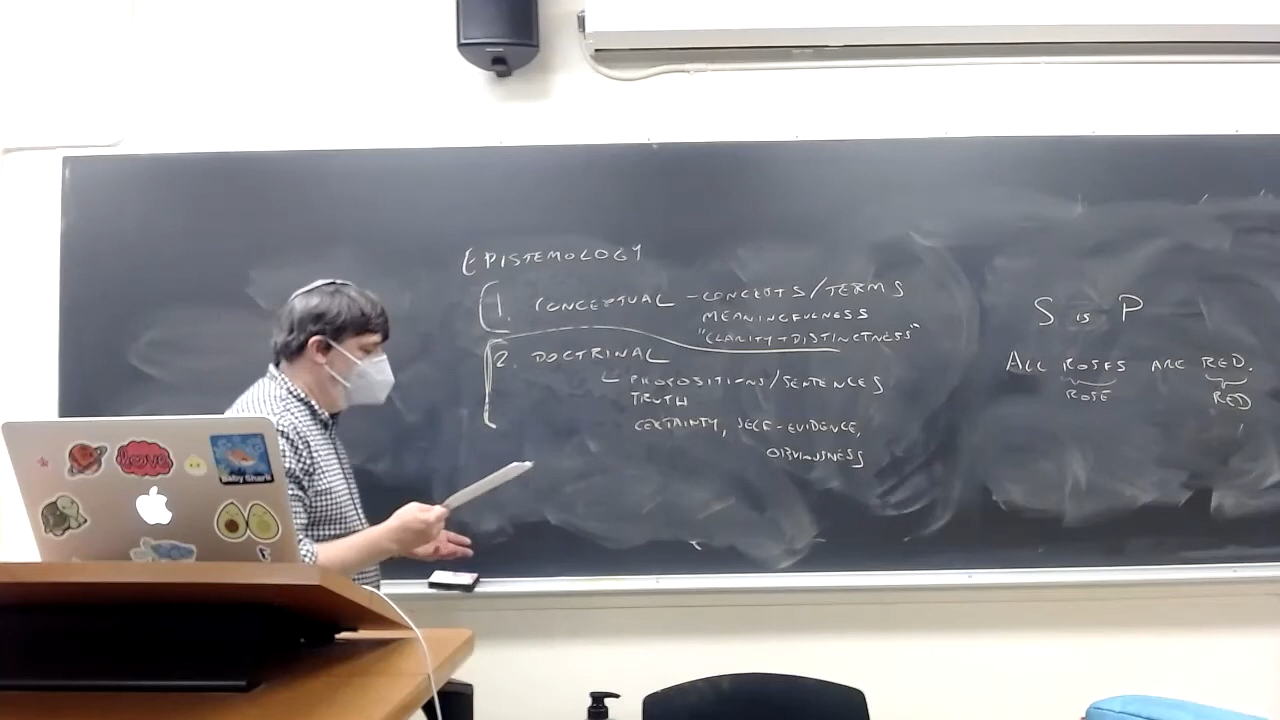 EPISTEMOLOGY
1. CONCEPTUAL - CONCEPTS/TERMS
MEANINGFULNESS
"CLARITY + DISTINCTNESS"
2. DOCTRINAL
PROPOSITIONS/SENTENCES
TRUTH
CERTAINTY, SELF-EVIDENCE,
OBVIOUSNESS
S is P
ALL ROSES ARE RED.
ROSE RED
love
Baby Shark